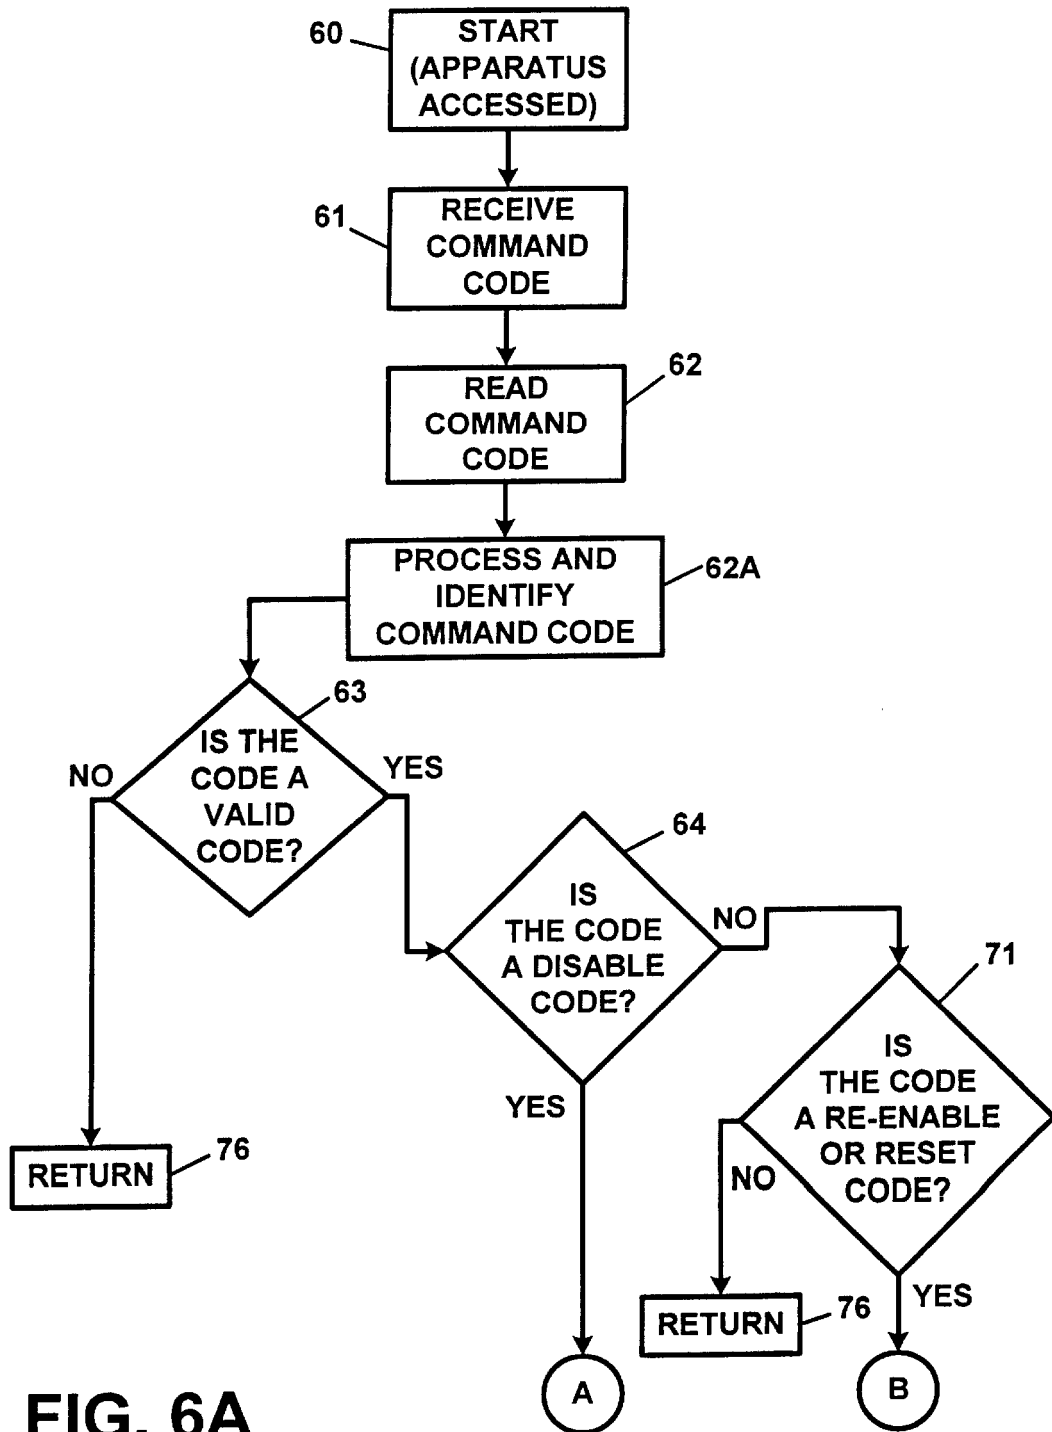 60
START
(APPARATUS
ACCESSED)
61
RECEIVE
COMMAND
CODE
62
READ
COMMAND
CODE
62A
PROCESS AND
IDENTIFY
COMMAND CODE
63
IS THE
CODE A
VALID
CODE?
NO
YES
64
IS
THE CODE
A DISABLE
CODE?
NO
YES
71
IS
THE CODE
A RE-ENABLE
OR RESET
CODE?
NO
YES
RETURN
76
RETURN
76
A
B
FIG. 6A